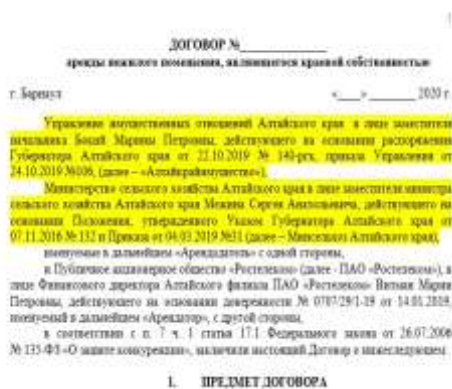 1
ДОГОВОР №______________
аренды нежилого помещения, являющегося краевой собственностью
г. Барнаул «___» ________ 2020 г.
Управление имущественных отношений Алтайского края в лице заместителя
начальника Бокай Марины Петровны, действующего на основании распоряжения
Губернатора Алтайского края от 22.10.2019 № 140-ргк, приказа Управления от
24.10.2019 №106, (далее – «Алтайкрайимущество»),
Министерство сельского хозяйства Алтайского края в лице заместителя министра
сельского хозяйства Алтайского края Межина Сергея Анатольевича, действующего на
основании Положения, утвержденного Указом Губернатора Алтайского края от
07.11.2016 № 132 и Приказа от 04.03.2019 №31 (далее – Минсельхоз Алтайского края),
именуемые в дальнейшем «Арендодатель» с одной стороны,
и Публичное акционерное общество «Ростелеком» (далее - ПАО «Ростелеком»), в
лице Финансового директора Алтайского филиала ПАО «Ростелеком» Марии
Петровны, действующего на основании доверенности № 0707/29/1-19 от 14.01.2019,
именуемый в дальнейшем «Арендатор», с другой стороны,
в соответствии с п. 7 ч. 1 статьи 17.1 Федерального закона от 26.07.2006
№ 135-ФЗ «О защите конкуренции», заключили настоящий Договор о нижеследующем
1. ПРЕДМЕТ ДОГОВОРА